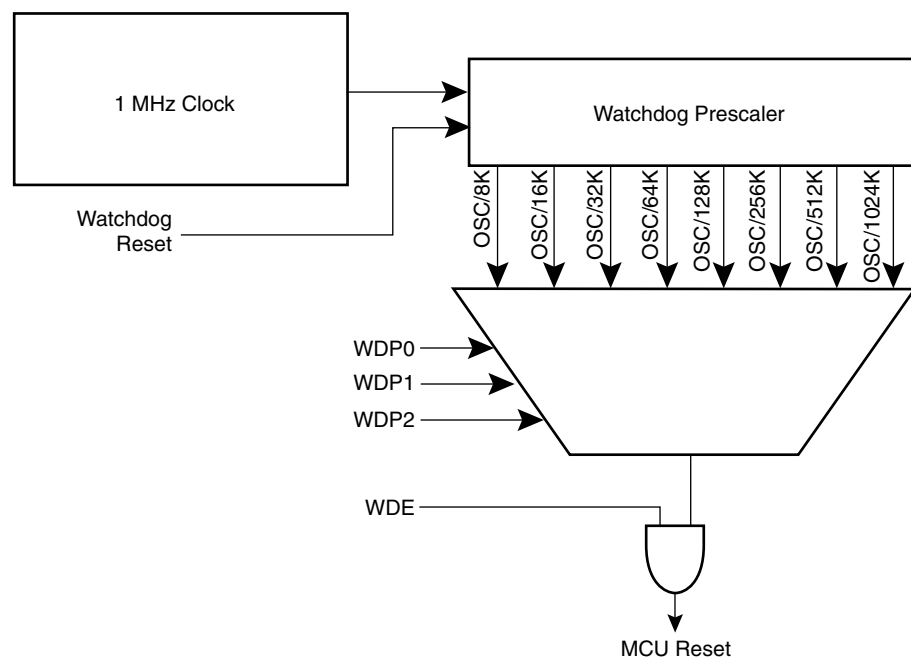 1 MHz Clock
Watchdog Prescaler
Watchdog
Reset
OSC/8K
OSC/16K
OSC/32K
OSC/64K
OSC/128K
OSC/256K
OSC/512K
OSC/1024K
WDP0
WDP1
WDP2
WDE
MCU Reset